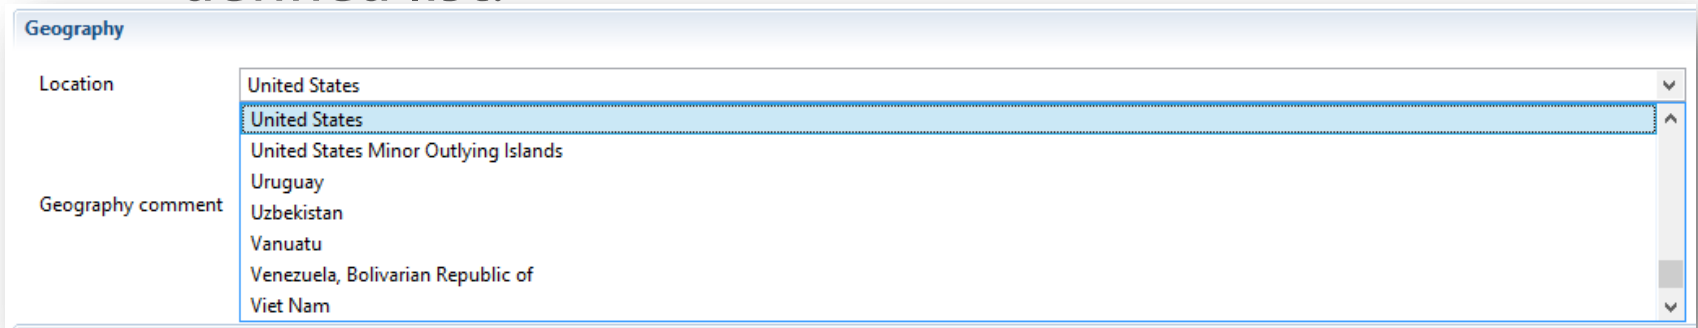 Geography
Location
United States
United States
United States Minor Outlying Islands
Uruguay
Geography comment
Uzbekistan
Vanuatu
Venezuela, Bolivarian Republic of
Viet Nam